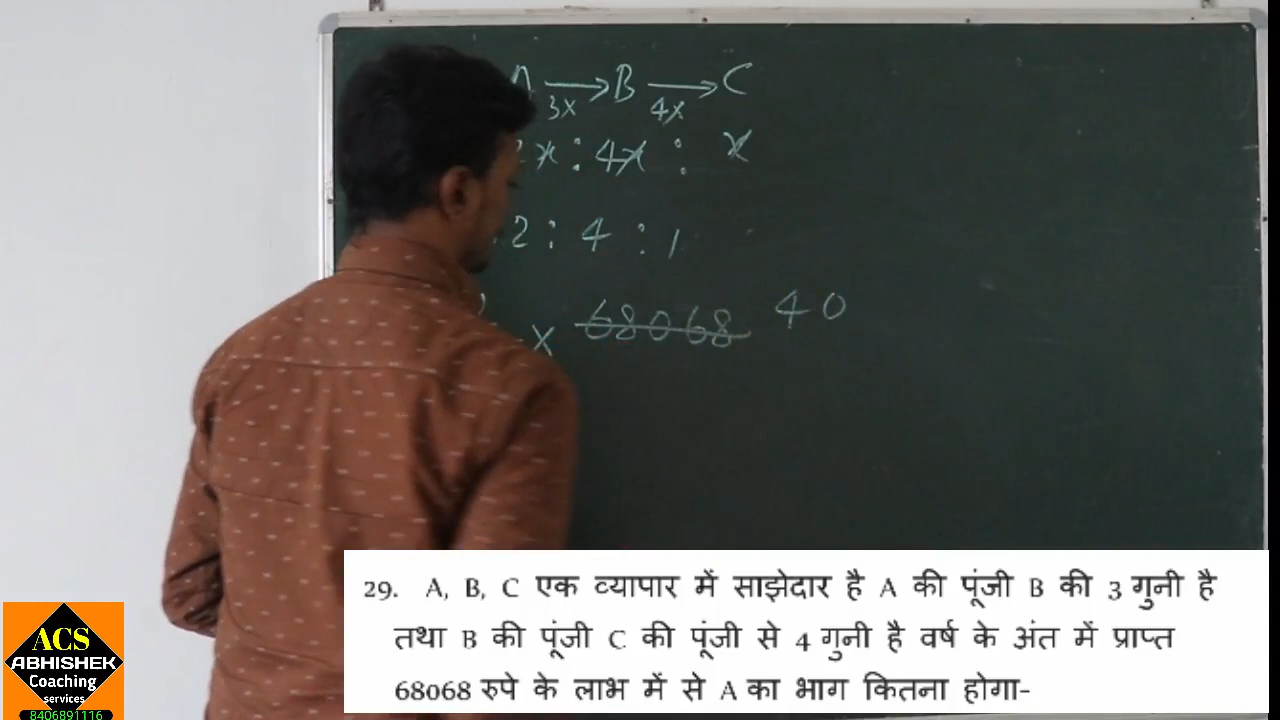 A → B → C
3x 4x
2x : 4x : x
2 : 4 : 1
x 68068 40
29. A, B, C एक व्यापार में साझेदार है A की पूंजी B की 3 गुनी है
तथा B की पूंजी C की पूंजी से 4 गुनी है वर्ष के अंत में प्राप्त
68068 रुपे के लाभ में से A का भाग कितना होगा-
ACS
ABHISHEK
Coaching
services
8406891116